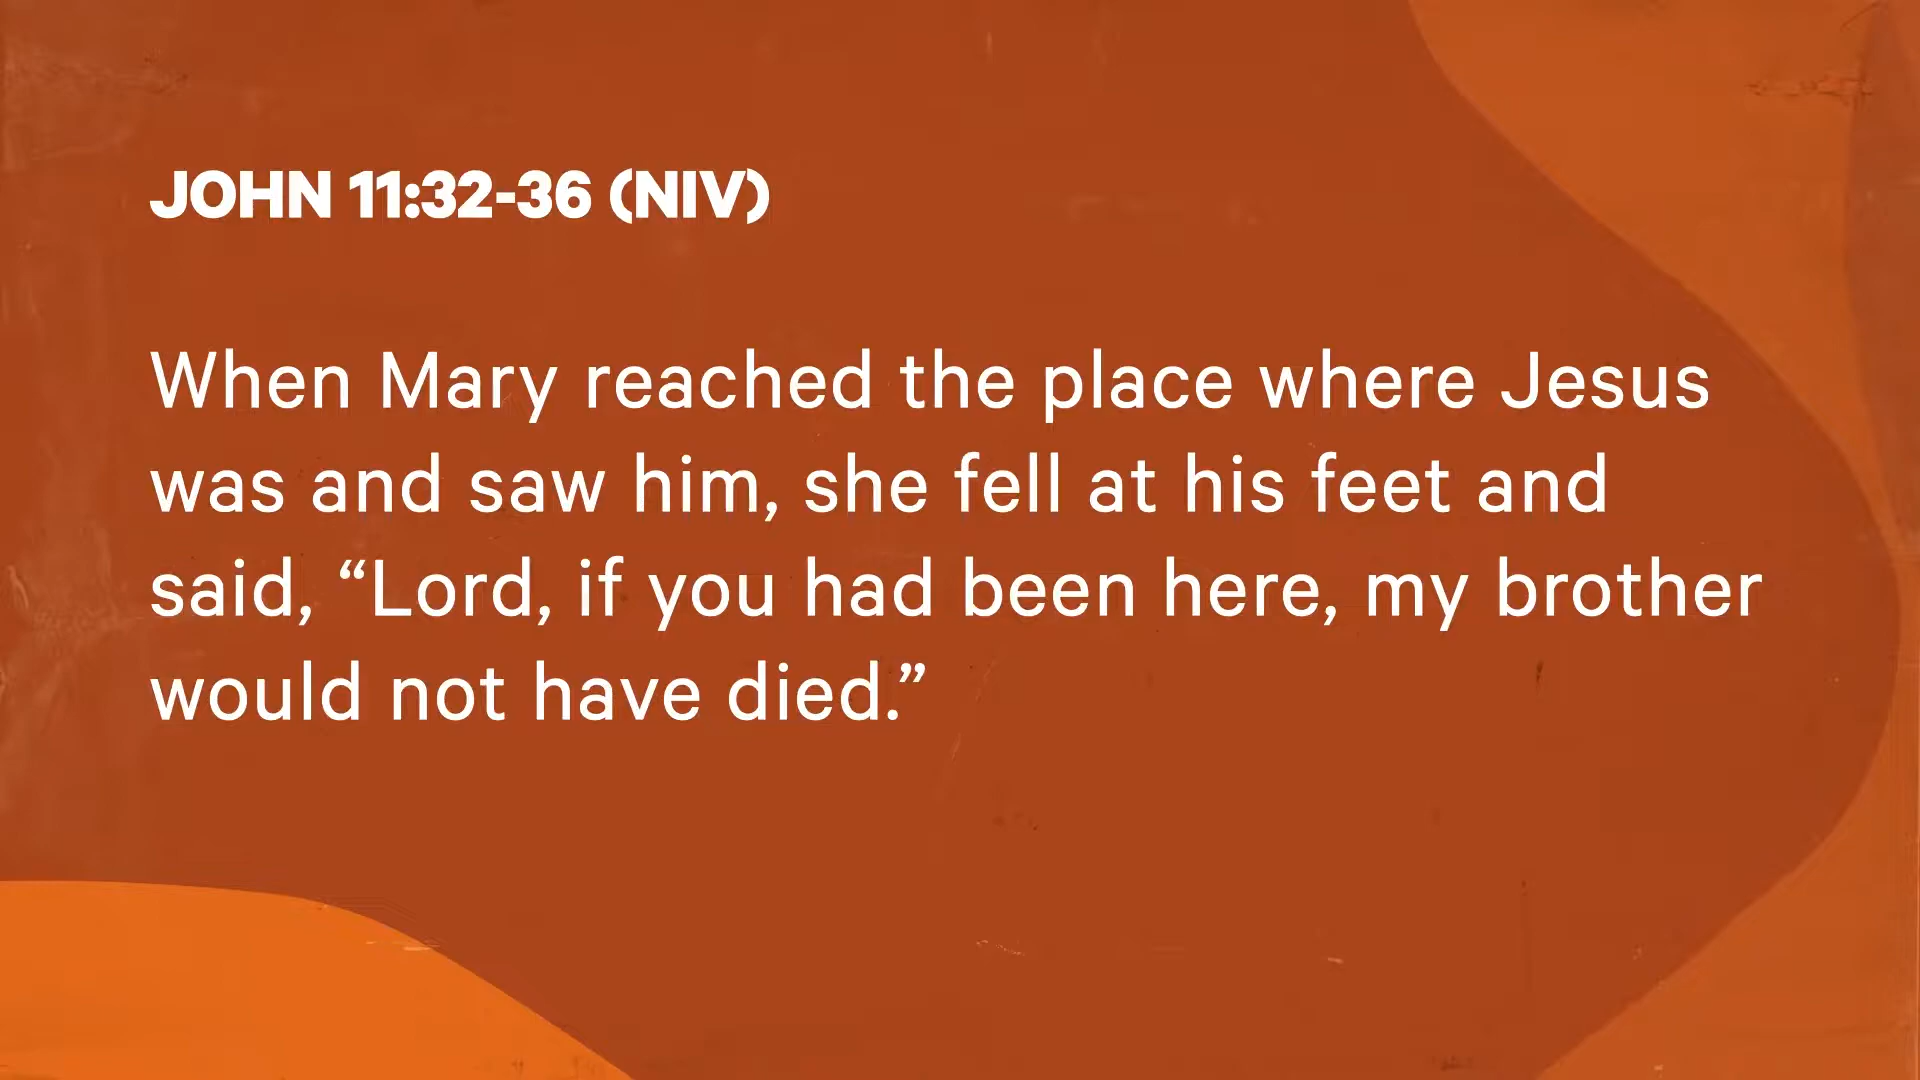 JOHN 11:32-36 (NIV)
When Mary reached the place where Jesus
was and saw him, she fell at his feet and
said, “Lord, if you had been here, my brother
would not have died.”